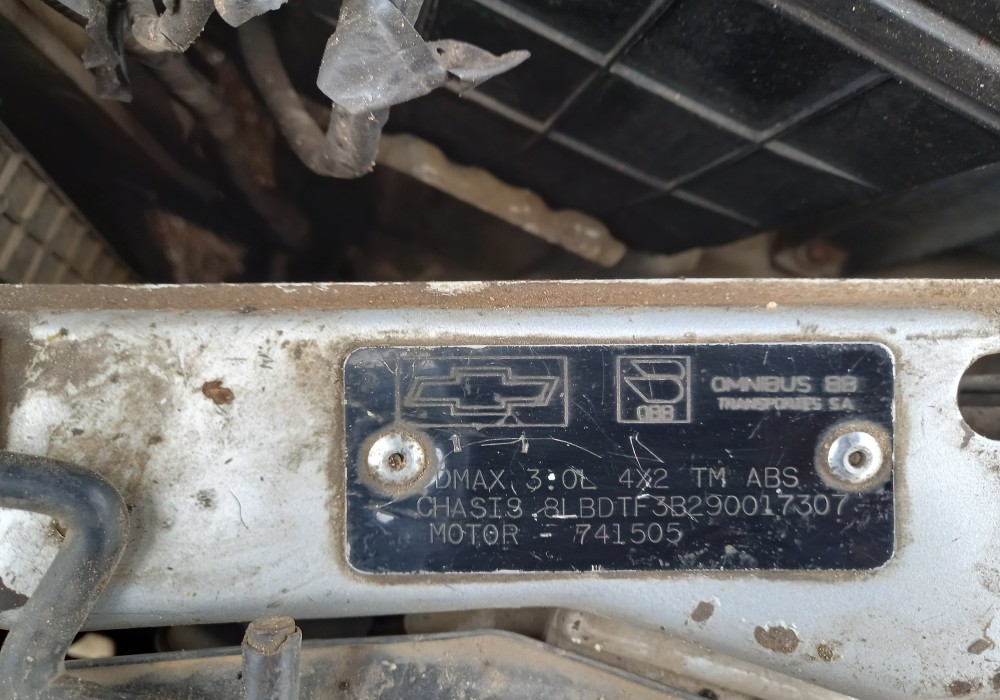 OBB
OMNIBUS BB
TRANSPORTES S.A.
DMAX 3.0L 4X2 TM ABS
CHASIS 8LBDTF3B290017307
MOTOR - 741505